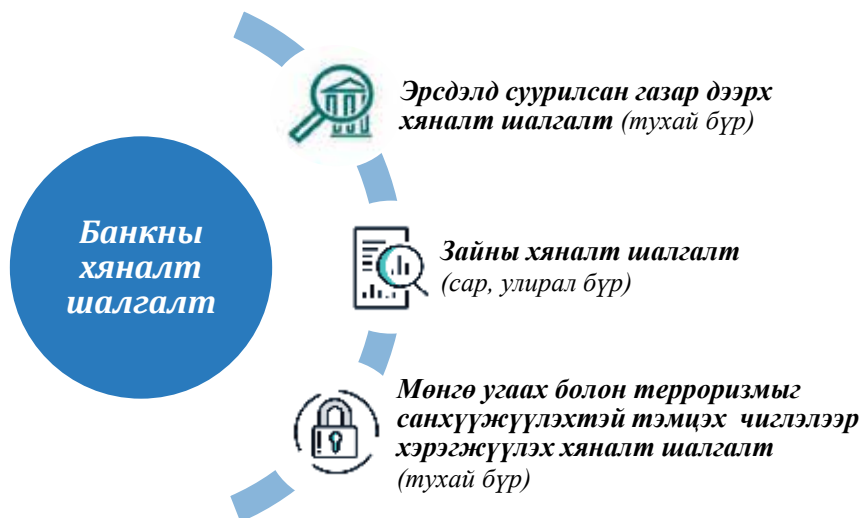 Банкны
хяналт
шалгалт
Эрсдэлд суурилсан газар дээрх
хяналт шалгалт (тухай бүр)
Зайны хяналт шалгалт
(сар, улирал бүр)
Мөнгө угаах болон терроризмыг
санхүүжүүлэхтэй тэмцэх чиглэлээр
хэрэгжүүлэх хяналт шалгалт
(тухай бүр)